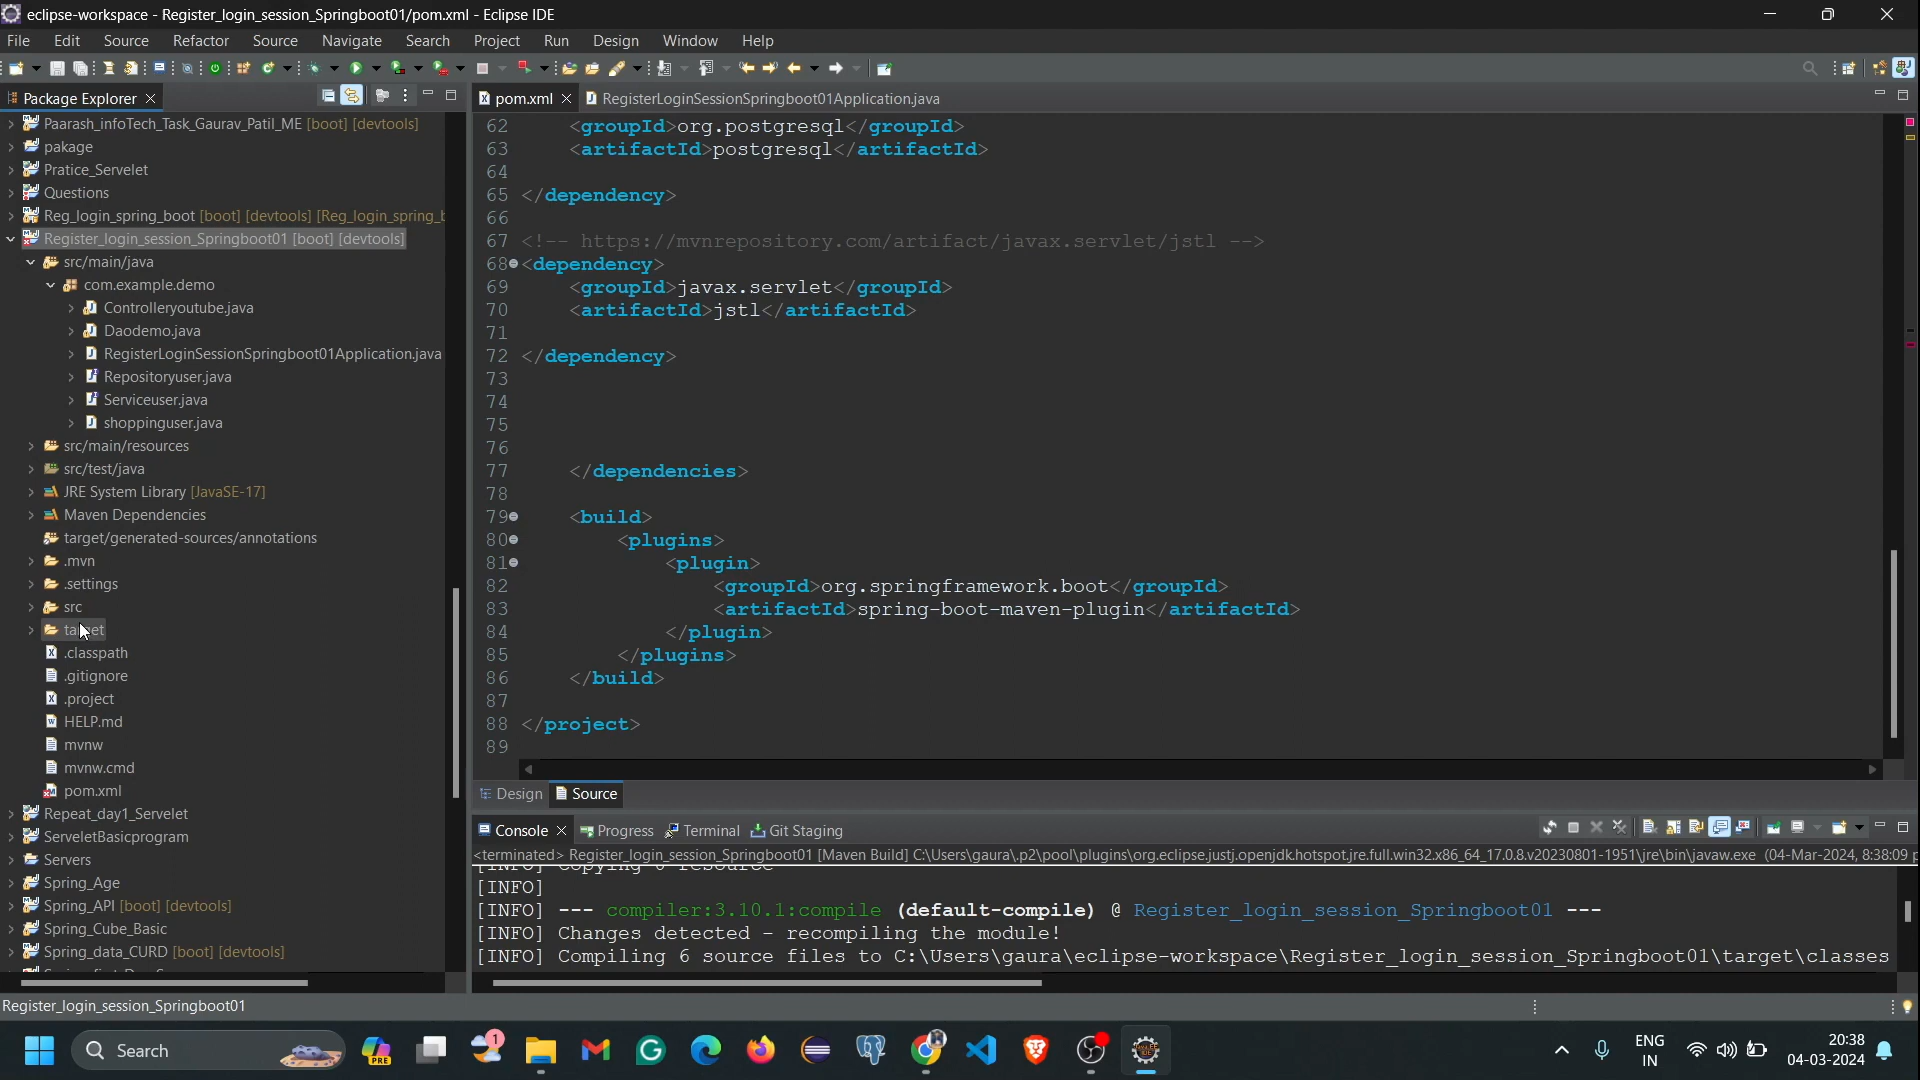 eclipse-workspace - Register_login_session_Springboot01/pom.xml - Eclipse IDE
File Edit Source Refactor Source Navigate Search Project Run Design Window Help
Package Explorer
Paarash_infoTech_Task_Gaurav_Patil_ME [boot] [devtools]
pakage
Pratice_Servelet
Questions
Reg_login_spring_boot [boot] [devtools] [Reg_login_spring_b
Register_login_session_Springboot01 [boot] [devtools]
src/main/java
com.example.demo
Controlleryoutube.java
Daodemo.java
RegisterLoginSessionSpringboot01Application.java
Repositoryuser.java
Serviceuser.java
shoppinguser.java
src/main/resources
src/test/java
JRE System Library [JavaSE-17]
Maven Dependencies
target/generated-sources/annotations
.mvn
.settings
src
target
.classpath
.gitignore
.project
HELP.md
mvnw
mvnw.cmd
pom.xml
Repeat_day1_Servelet
ServeletBasicprogram
Servers
Spring_Age
Spring_API [boot] [devtools]
Spring_Cube_Basic
Spring_data_CURD [boot] [devtools]
pom.xml RegisterLoginSessionSpringboot01Application.java
62 <groupId>org.postgresql</groupId>
63 <artifactId>postgresql</artifactId>
64
65 </dependency>
66
67 <!-- https://mvnrepository.com/artifact/javax.servlet/jstl -->
68 <dependency>
69 <groupId>javax.servlet</groupId>
70 <artifactId>jstl</artifactId>
71
72 </dependency>
73
74
75
76
77 </dependencies>
78
79 <build>
80 <plugins>
81 <plugin>
82 <groupId>org.springframework.boot</groupId>
83 <artifactId>spring-boot-maven-plugin</artifactId>
84 </plugin>
85 </plugins>
86 </build>
87
88 </project>
89
Design Source
Console Progress Terminal Git Staging
<terminated> Register_login_session_Springboot01 [Maven Build] C:\Users\gaura\.p2\pool\plugins\org.eclipse.justj.openjdk.hotspot.jre.full.win32.x86_64_17.0.8.v20230801-1951\jre\bin\javaw.exe (04-Mar-2024, 8:38:09 p
[INFO] Copying 0 resource
[INFO]
[INFO] --- compiler:3.10.1:compile (default-compile) @ Register_login_session_Springboot01 ---
[INFO] Changes detected - recompiling the module!
[INFO] Compiling 6 source files to C:\Users\gaura\eclipse-workspace\Register_login_session_Springboot01\target\classes
Register_login_session_Springboot01
Search
PRE
1
ENG
IN
20:38
04-03-2024